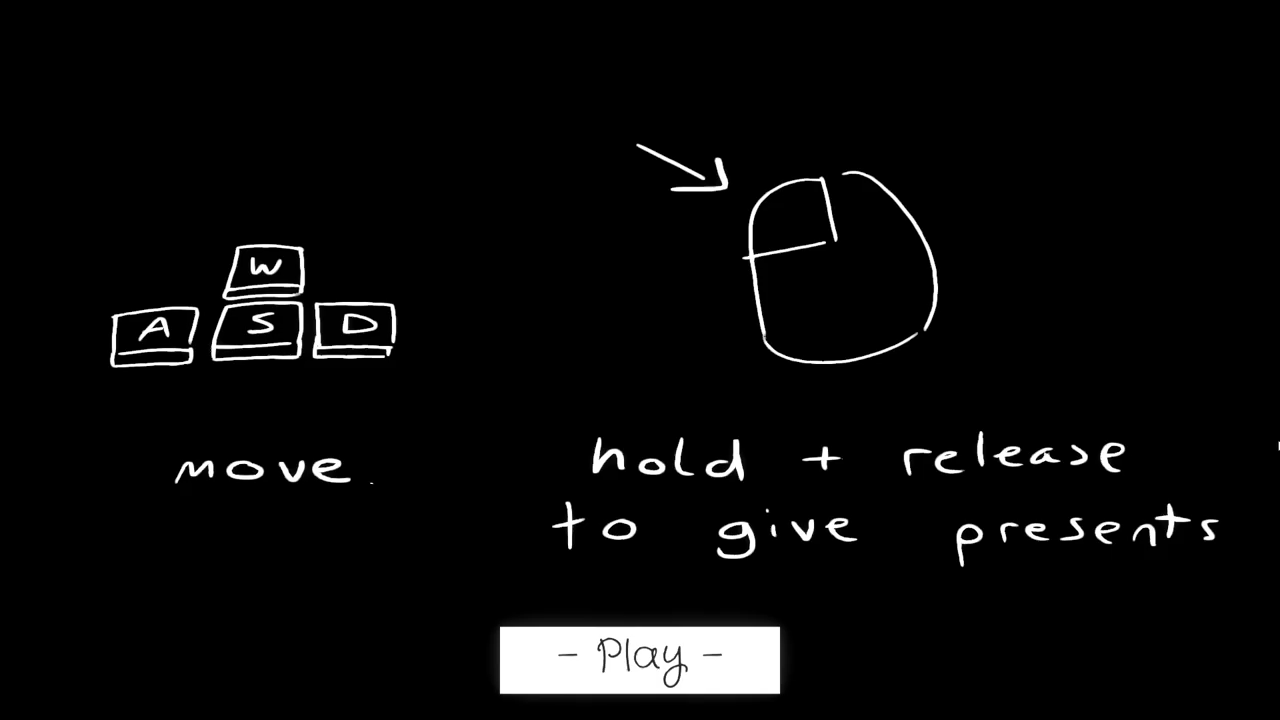 W
A S D
move.
hold + release
to give presents
- Play -